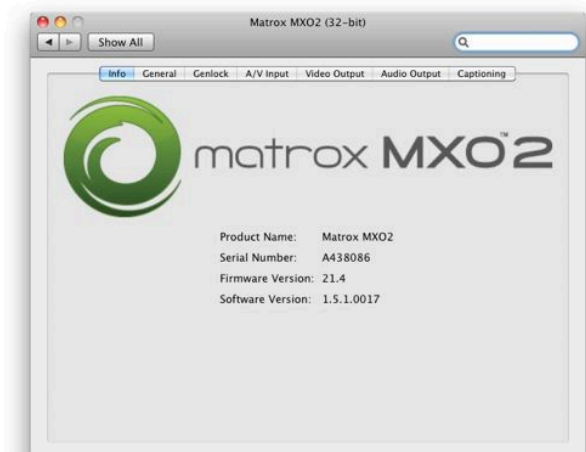 Matrox MXO2 (32-bit)
Show All
Info General Genlock A/V Input Video Output Audio Output Captioning
matrox MXO™2
Product Name: Matrox MXO2
Serial Number: A438086
Firmware Version: 21.4
Software Version: 1.5.1.0017